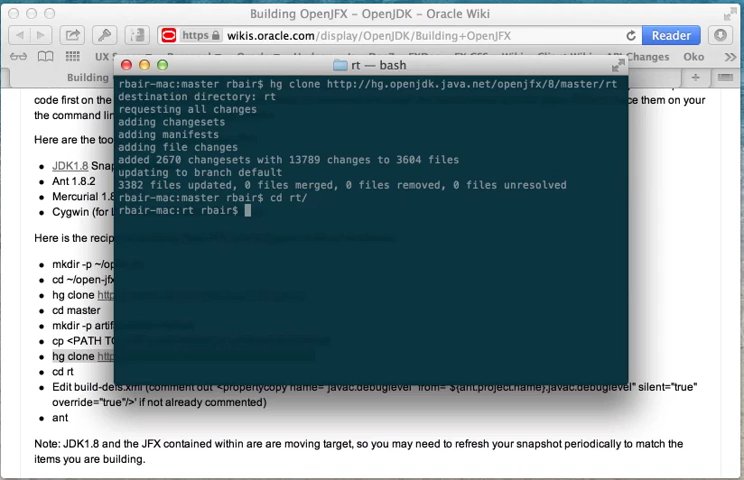 Building OpenJFX – OpenJDK – Oracle Wiki
https wikis.oracle.com/display/OpenJDK/Building+OpenJFX Reader
UX
Changes
Building
rt — bash
code first on the
them on your
the command lin
Here are the too
JDK1.8 Snap
Ant 1.8.2
Mercurial 1.8
Cygwin (for
Here is the recip
mkdir -p ~/op
cd ~/open-jfx
hg clone
cd master
mkdir -p artif
cp <PATH TO
hg clone
cd rt
Edit build-defs.xml (comment out '<propertycopy name="javac.debuglevel" from="${ant.project.name}.javac.debuglevel" silent="true"
override="true"/>' if not already commented)
ant
Note: JDK1.8 and the JFX contained within are are moving target, so you may need to refresh your snapshot periodically to match the
items you are building.
rbair-mac:master rbair$ hg clone http://hg.openjdk.java.net/openjfx/8/master/rt
destination directory: rt
requesting all changes
adding changesets
adding manifests
adding file changes
added 2670 changesets with 13789 changes to 3604 files
updating to branch default
3382 files updated, 0 files merged, 0 files removed, 0 files unresolved
rbair-mac:master rbair$ cd rt/
rbair-mac:rt rbair$